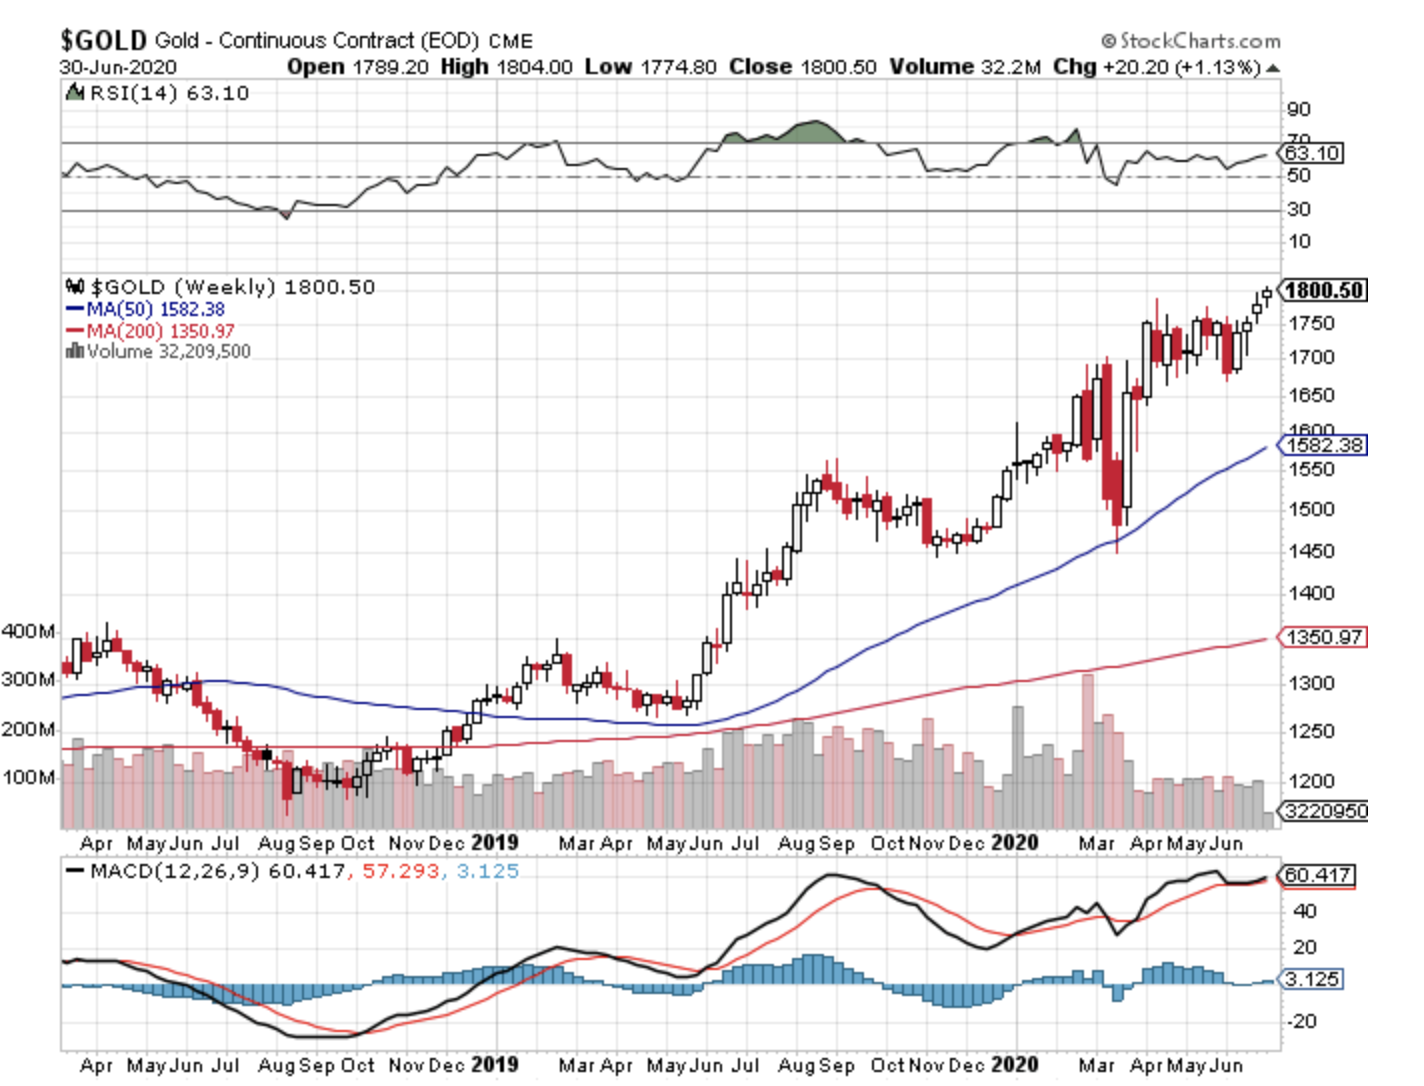 $GOLD Gold - Continuous Contract (EOD) CME © StockCharts.com
30-Jun-2020 Open 1789.20 High 1804.00 Low 1774.80 Close 1800.50 Volume 32.2M Chg +20.20 (+1.13%)
RSI(14) 63.10
90
70
63.10
50
30
10
$GOLD (Weekly) 1800.50
MA(50) 1582.38
MA(200) 1350.97
Volume 32,209,500
1800.50
1750
1700
1650
1600
1582.38
1550
1500
1450
1400
1350.97
1300
1250
1200
3220950
400M
300M
200M
100M
Apr May Jun Jul Aug Sep Oct Nov Dec 2019 Mar Apr May Jun Jul Aug Sep Oct Nov Dec 2020 Mar Apr May Jun
MACD(12,26,9) 60.417, 57.293, 3.125
60.417
40
20
3.125
-20
Apr May Jun Jul Aug Sep Oct Nov Dec 2019 Mar Apr May Jun Jul Aug Sep Oct Nov Dec 2020 Mar Apr May Jun